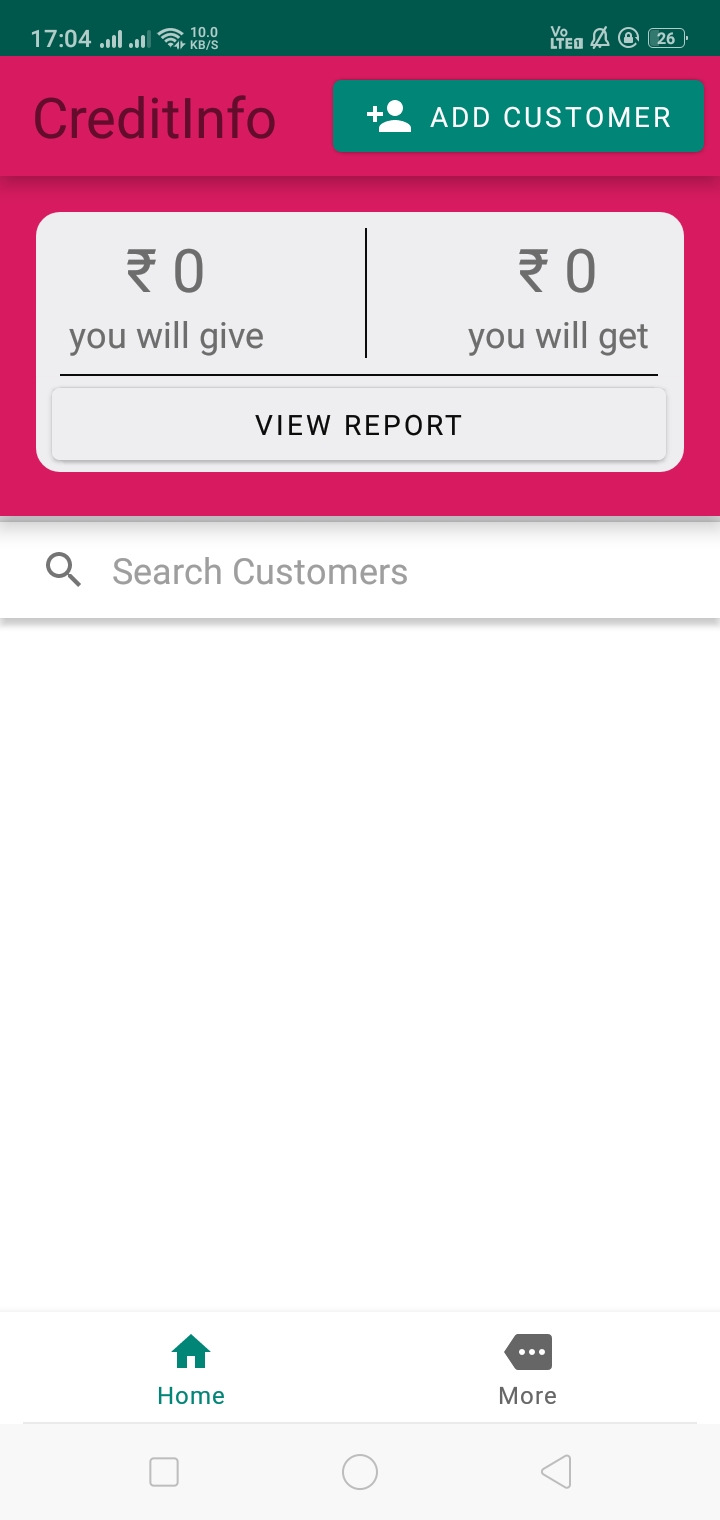 17:04 10.0 KB/S Vo LTE 1 26
CreditInfo
ADD CUSTOMER
₹ 0
you will give
₹ 0
you will get
VIEW REPORT
Search Customers
Home
More